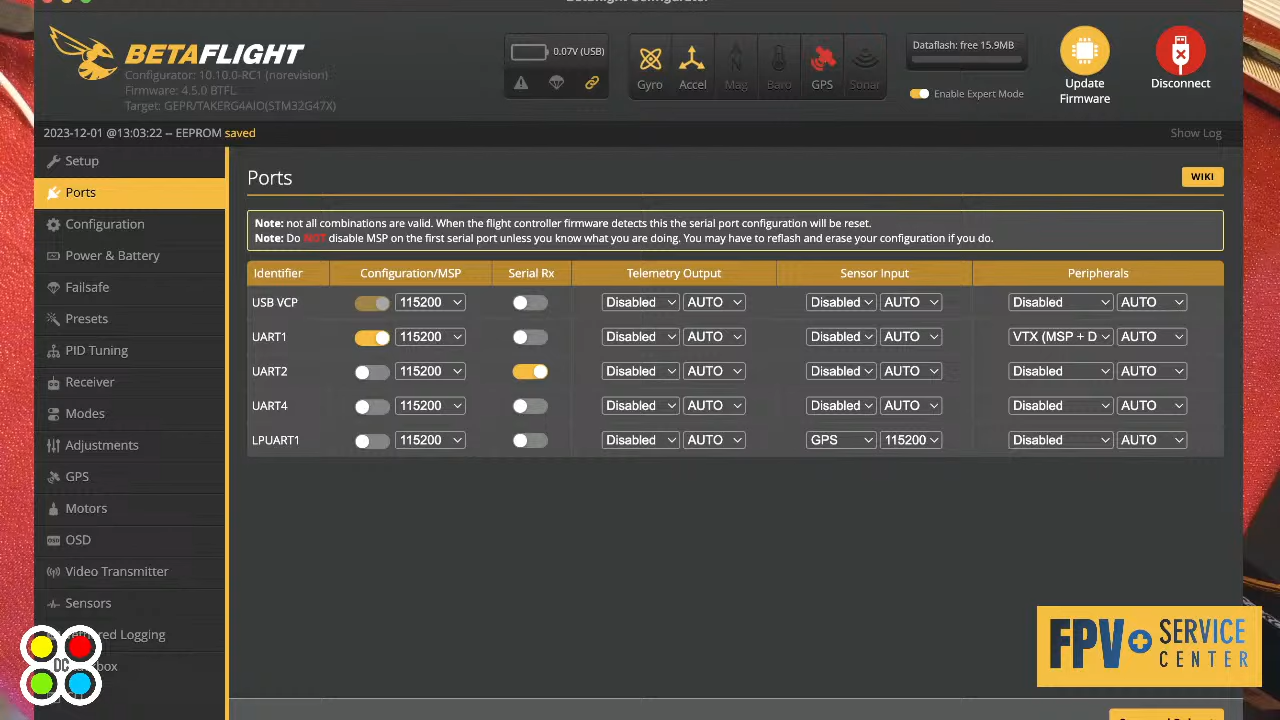 BETAFLIGHT
Configurator: 10.10.0-RC1 (norevision)
Firmware: 4.5.0 BTFL
Target: GEPR/TAKERG4AIO(STM32G47X)
0.07V (USB)
Gyro Accel Mag Baro GPS Sonar
Dataflash: free 15.9MB
Enable Expert Mode
Update
Firmware
Disconnect
2023-12-01 @13:03:22 -- EEPROM saved
Show Log
Setup
Ports
Configuration
Power & Battery
Failsafe
Presets
PID Tuning
Receiver
Modes
Adjustments
GPS
Motors
OSD
Video Transmitter
Sensors
Logging
Ports
WIKI
Note: not all combinations are valid. When the flight controller firmware detects this the serial port configuration will be reset.
Note: Do NOT disable MSP on the first serial port unless you know what you are doing. You may have to reflash and erase your configuration if you do.
Identifier Configuration/MSP Serial Rx Telemetry Output Sensor Input Peripherals
USB VCP 115200 Disabled AUTO Disabled AUTO Disabled AUTO
UART1 115200 Disabled AUTO Disabled AUTO VTX (MSP + D AUTO
UART2 115200 Disabled AUTO Disabled AUTO Disabled AUTO
UART4 115200 Disabled AUTO Disabled AUTO Disabled AUTO
LPUART1 115200 Disabled AUTO GPS 115200 Disabled AUTO
DC
FPV SERVICE
CENTER